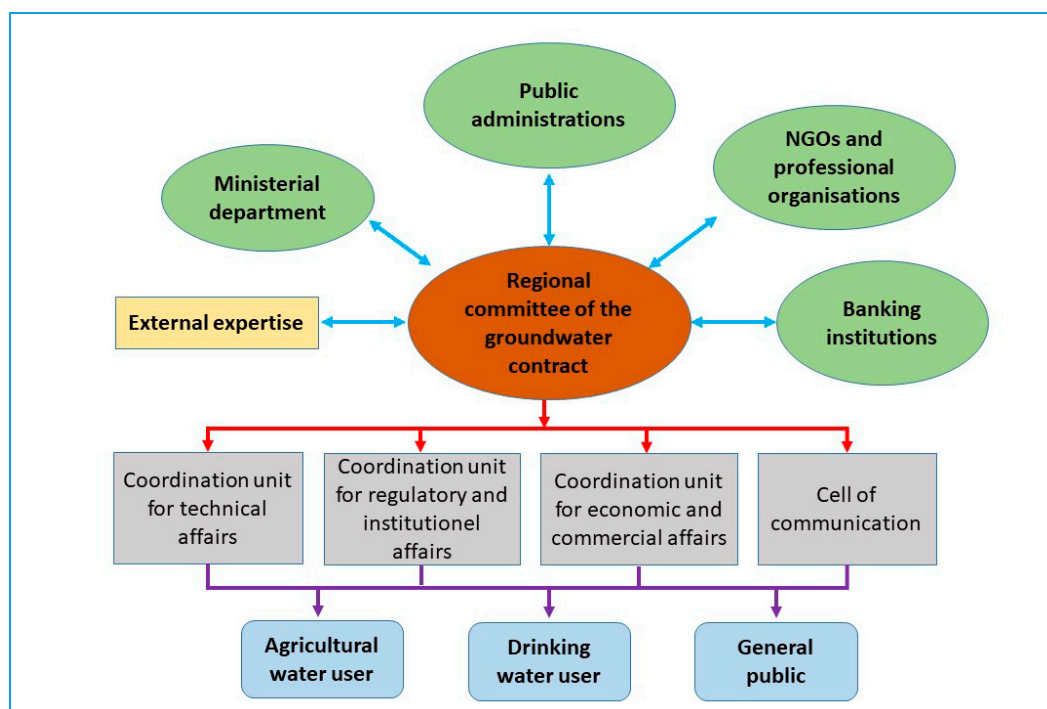 Public
administrations
NGOs and
professional
organisations
Ministerial
department
Regional
committee of the
groundwater
contract
External expertise
Banking
institutions
Coordination unit
for technical
affairs
Coordination unit
for regulatory and
institutionel
affairs
Coordination unit
for economic and
commercial affairs
Cell of
communication
Agricultural
water user
Drinking
water user
General
public